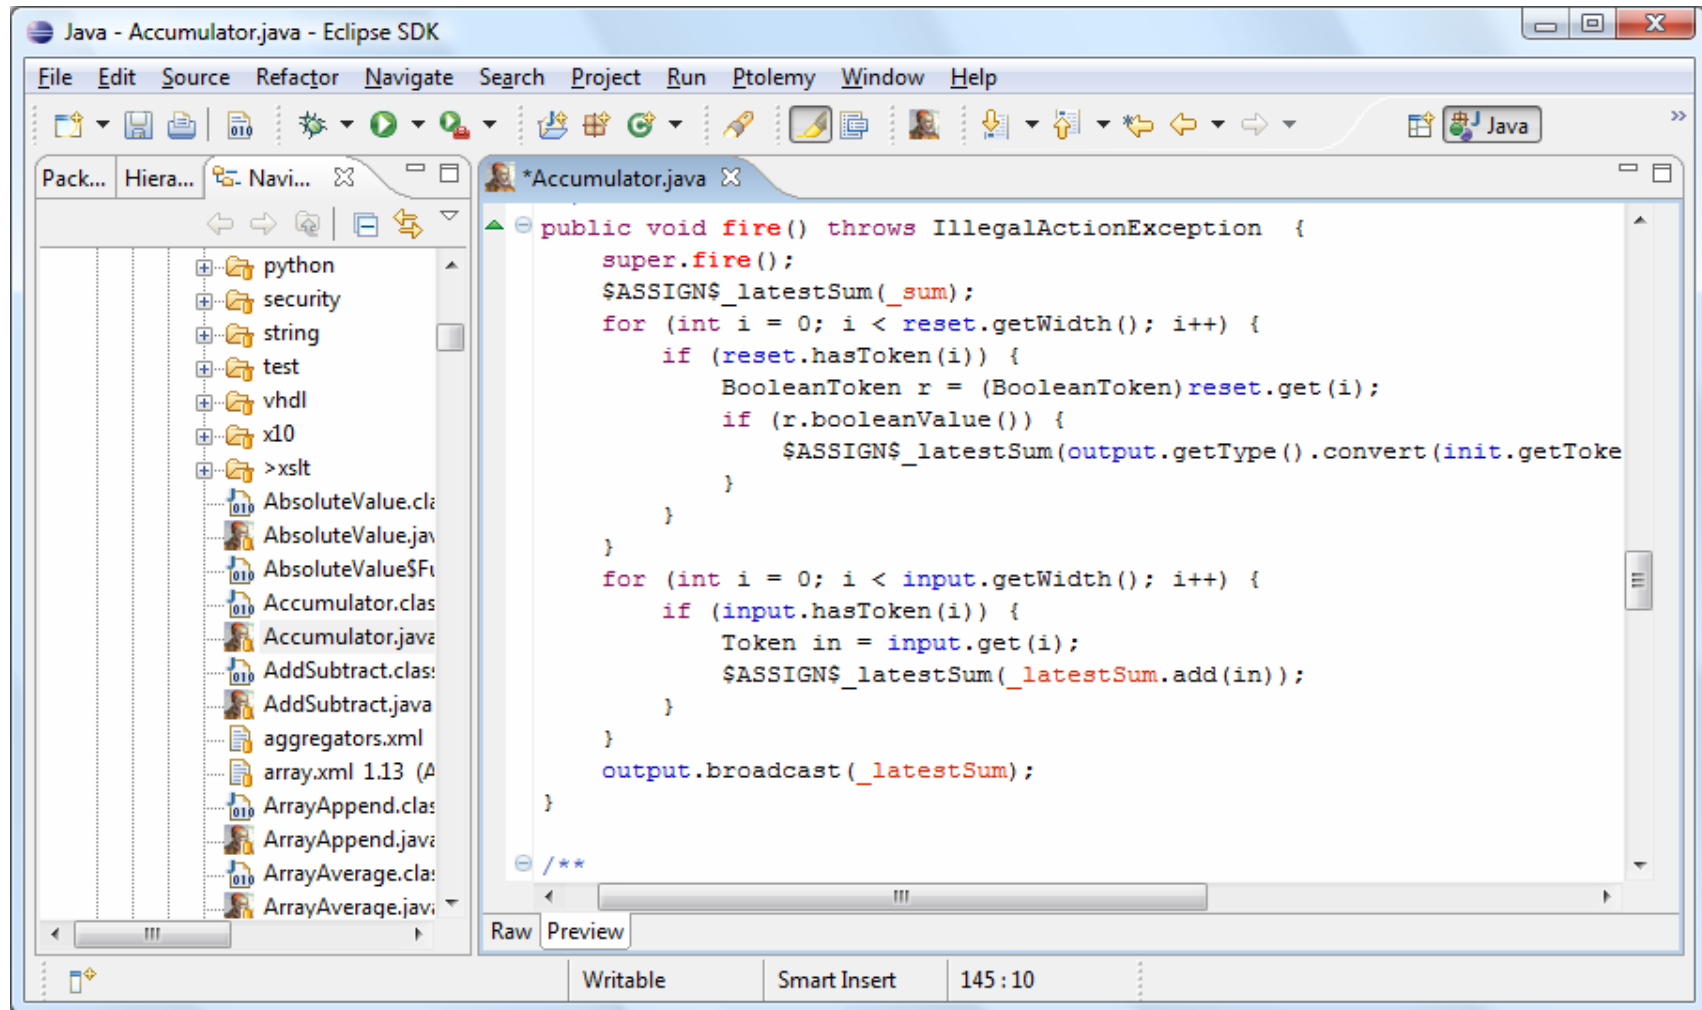 Java - Accumulator.java - Eclipse SDK
File Edit Source Refactor Navigate Search Project Run Ptolemy Window Help
Java
Pack... Hiera... Navi...
python
security
string
test
vhdl
x10
>xslt
AbsoluteValue.cla
AbsoluteValue.jav
AbsoluteValue$Fu
Accumulator.clas
Accumulator.java
AddSubtract.class
AddSubtract.java
aggregators.xml
array.xml 1.13 (A
ArrayAppend.clas
ArrayAppend.java
ArrayAverage.clas
ArrayAverage.java
*Accumulator.java
public void fire() throws IllegalActionException {
super.fire();
$ASSIGN$_latestSum(_sum);
for (int i = 0; i < reset.getWidth(); i++) {
if (reset.hasToken(i)) {
BooleanToken r = (BooleanToken)reset.get(i);
if (r.booleanValue()) {
$ASSIGN$_latestSum(output.getType().convert(init.getToke
}
}
}
for (int i = 0; i < input.getWidth(); i++) {
if (input.hasToken(i)) {
Token in = input.get(i);
$ASSIGN$_latestSum(_latestSum.add(in));
}
}
output.broadcast(_latestSum);
}
/**
Raw Preview
Writable Smart Insert 145 : 10